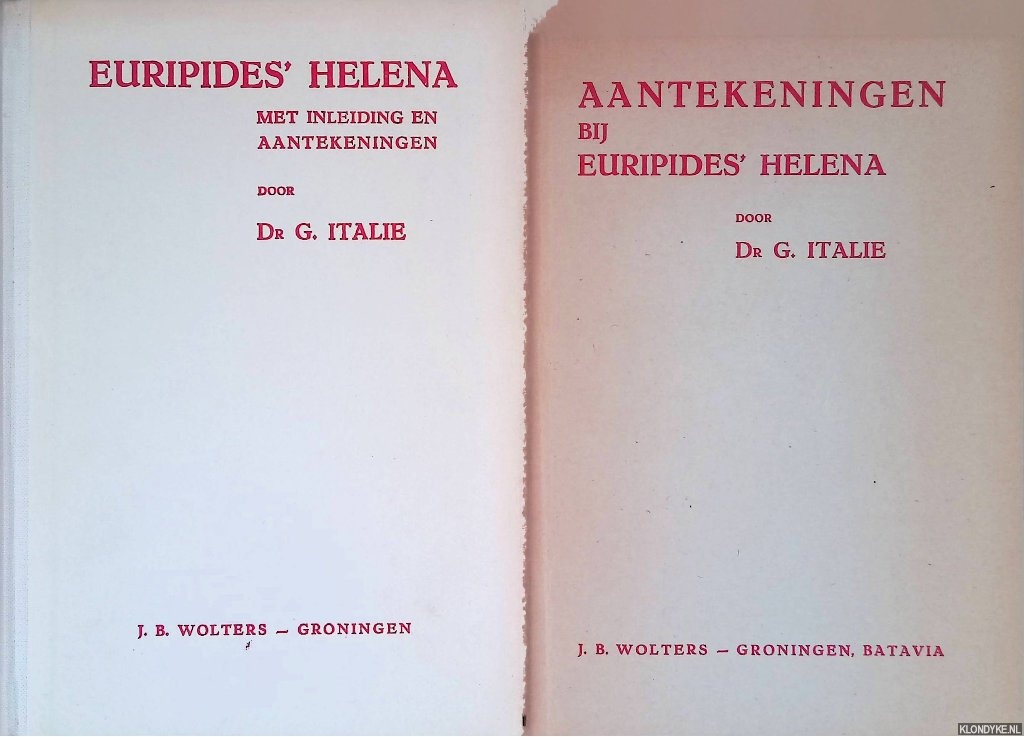 EURIPIDES' HELENA
MET INLEIDING EN
AANTEKENINGEN
DOOR
DR G. ITALIE
J. B. WOLTERS — GRONINGEN
AANTEKENINGEN
BIJ
EURIPIDES' HELENA
DOOR
DR G. ITALIE
J. B. WOLTERS — GRONINGEN, BATAVIA
KLONDYKE.NL